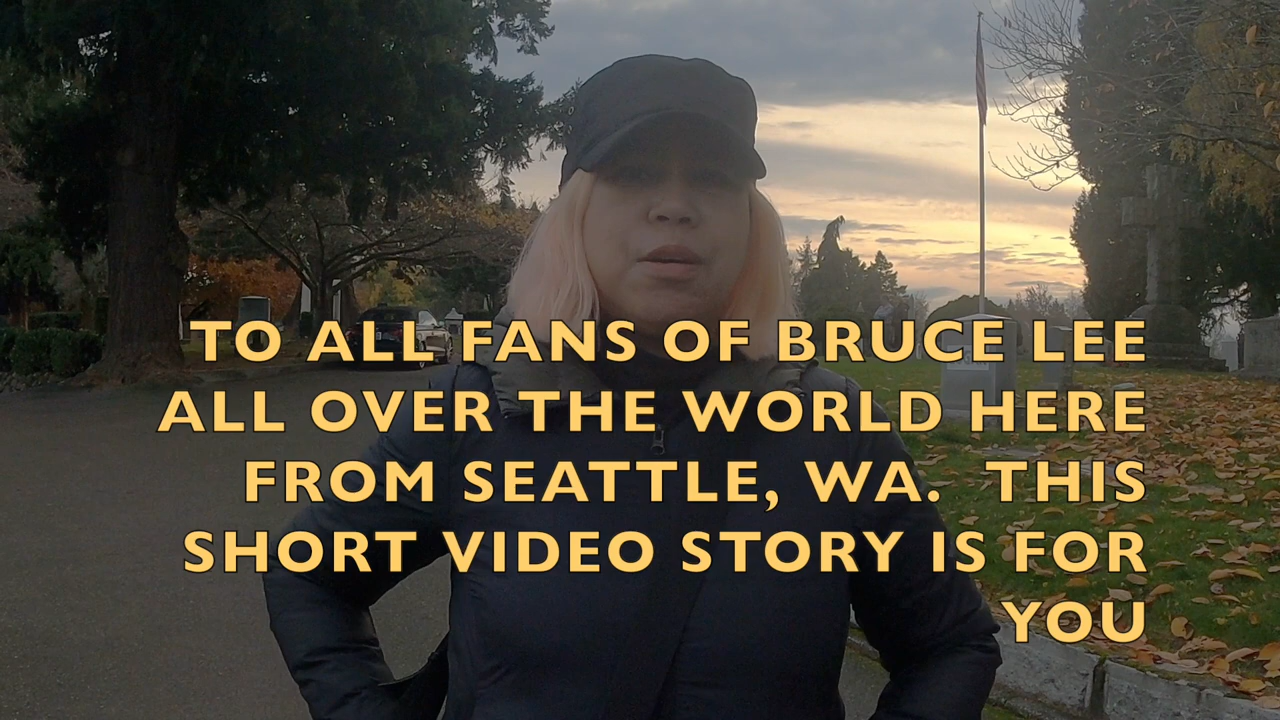 TO ALL FANS OF BRUCE LEE
ALL OVER THE WORLD HERE
FROM SEATTLE, WA.  THIS
SHORT VIDEO STORY IS FOR
YOU